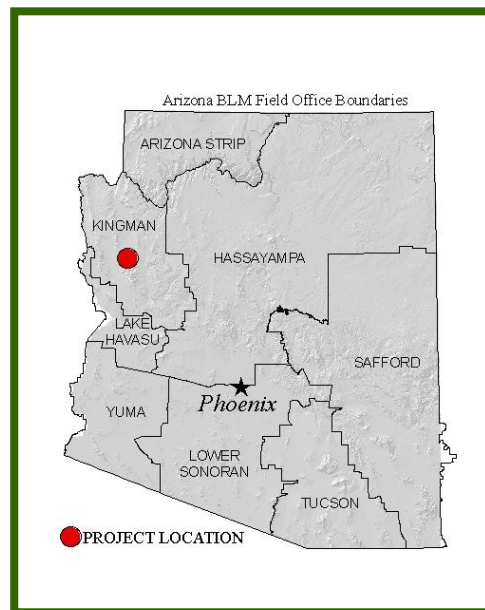 Arizona BLM Field Office Boundaries
ARIZONA STRIP
KINGMAN
HASSAYAMPA
LAKE
HAVASU
SAFFORD
YUMA
Phoenix
LOWER
SONORAN
TUCSON
PROJECT LOCATION